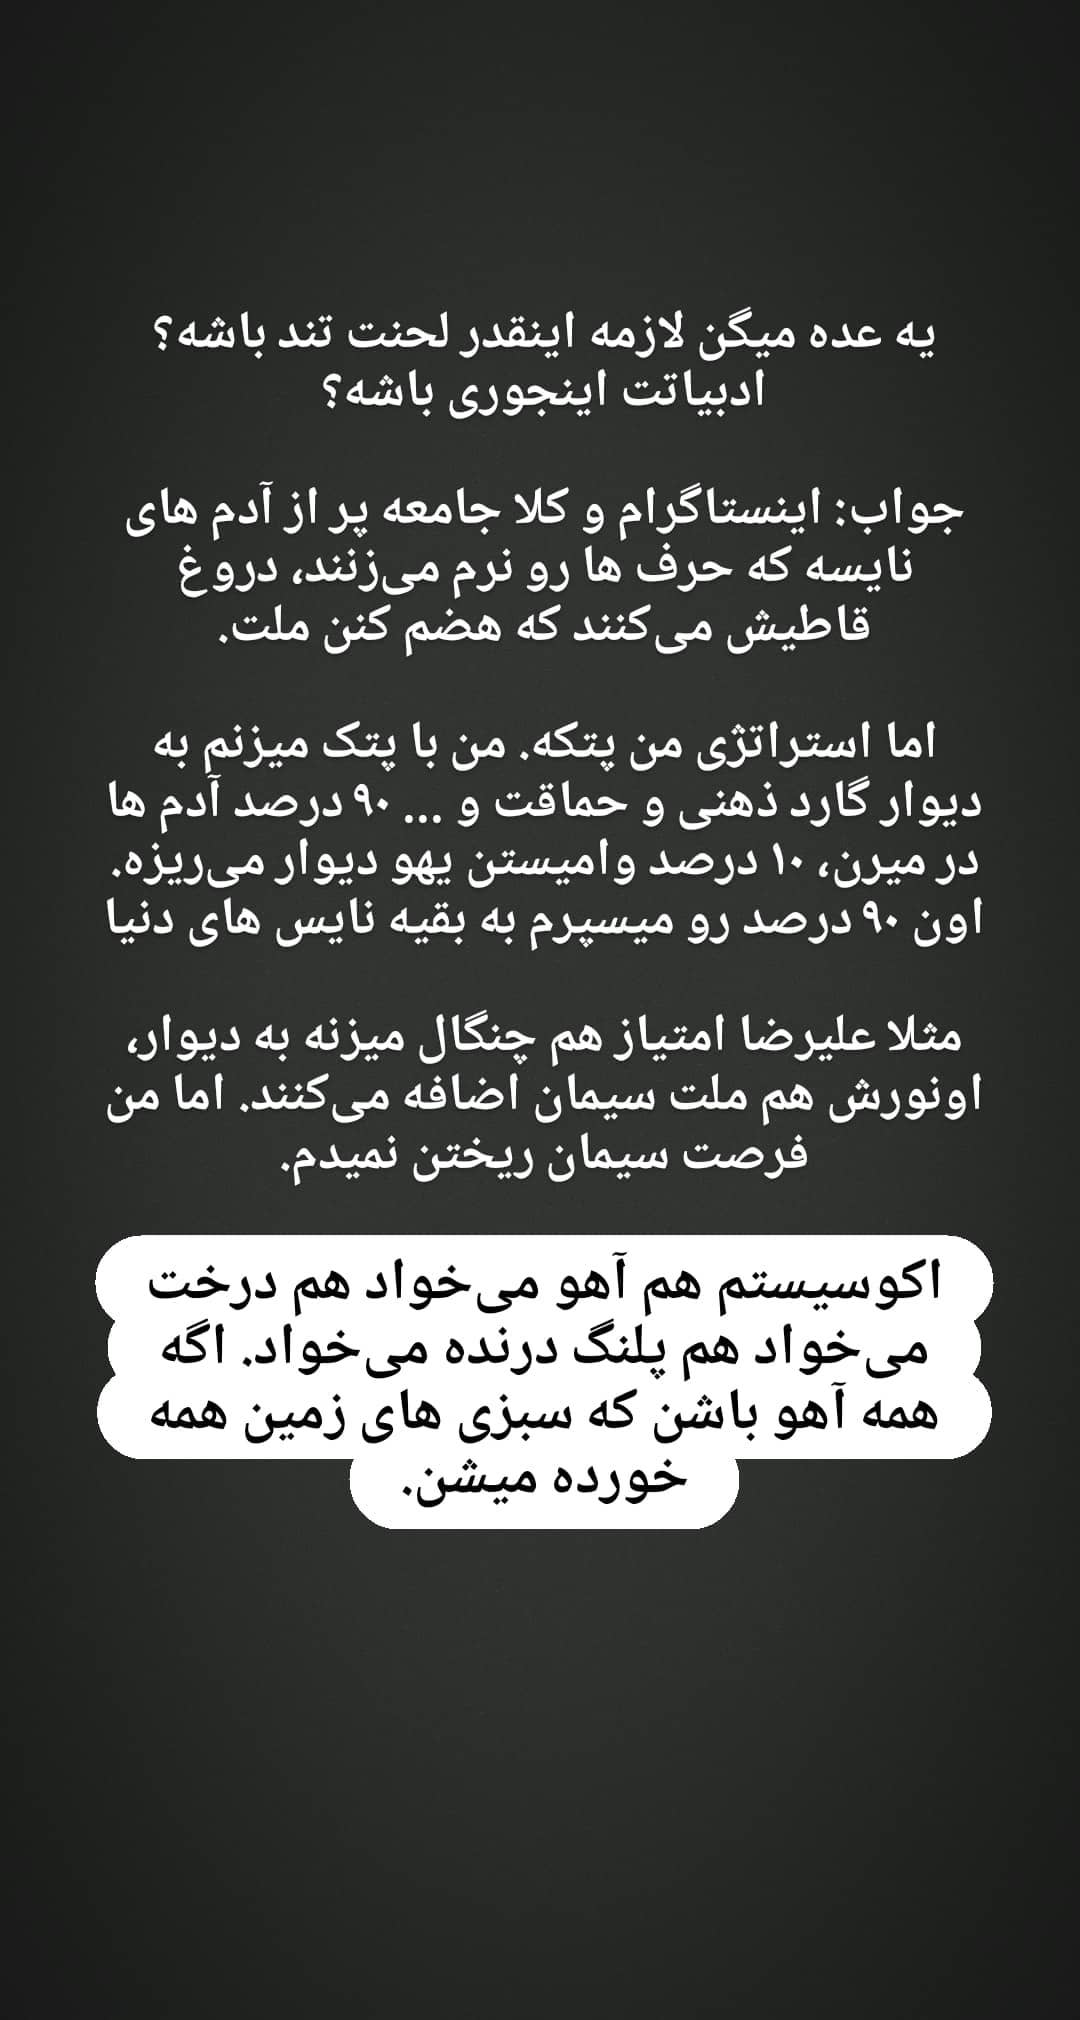 یه عده میگن لازمه اینقدر لحنت تند باشه؟
ادبیاتت اینجوری باشه؟
جواب: اینستاگرام و کلا جامعه پر از آدم های
نایسه که حرف ها رو نرم می‌زنند، دروغ
قاطیش می‌کنند که هضم کنن ملت.
اما استراتژی من پتکه. من با پتک میزنم به
دیوار گارد ذهنی و حماقت و ... ۹۰ درصد آدم ها
در میرن، ۱۰ درصد وامیستن یهو دیوار می‌ریزه.
اون ۹۰ درصد رو میسپرم به بقیه نایس های دنیا
مثلا علیرضا امتیاز هم چنگال میزنه به دیوار،
اونورش هم ملت سیمان اضافه می‌کنند. اما من
فرصت سیمان ریختن نمیدم.
اکوسیستم هم آهو می‌خواد هم درخت
می‌خواد هم پلنگ درنده می‌خواد. اگه
همه آهو باشن که سبزی های زمین همه
خورده میشن.